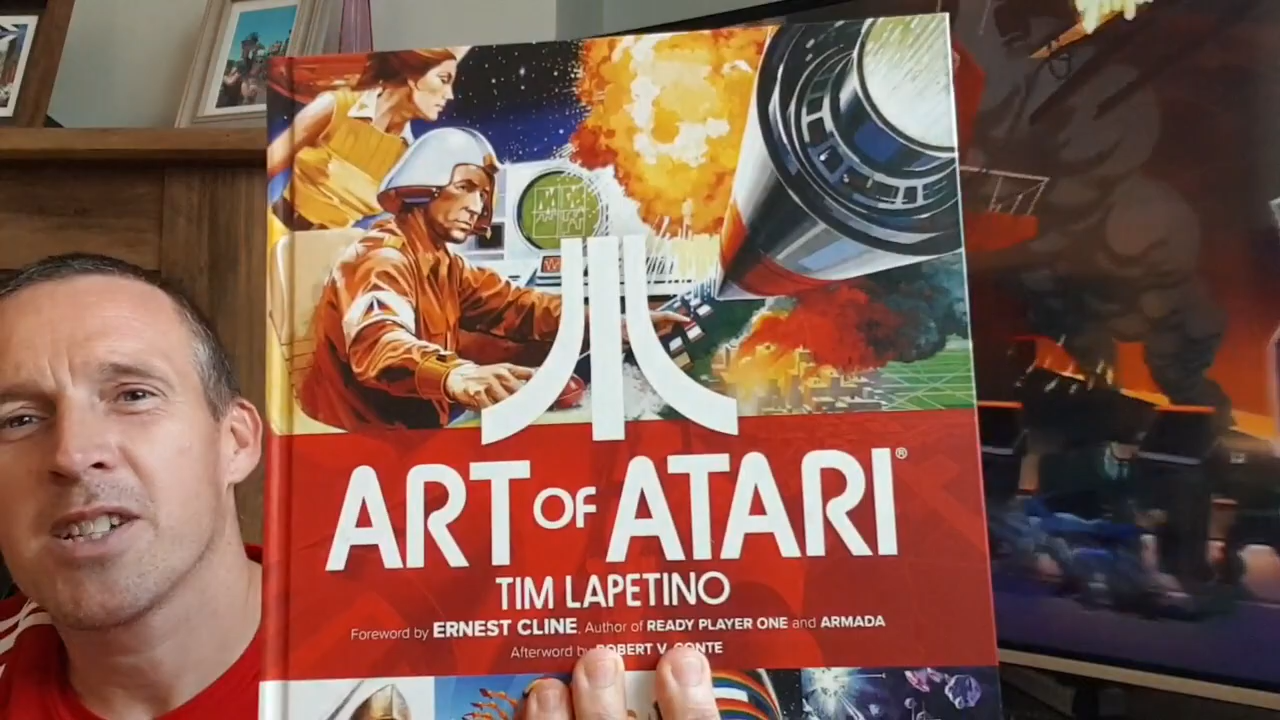 ART OF ATARI®
TIM LAPETINO
Foreword by ERNEST CLINE, Author of READY PLAYER ONE and ARMADA
Afterword by ROBERT V. CONTE